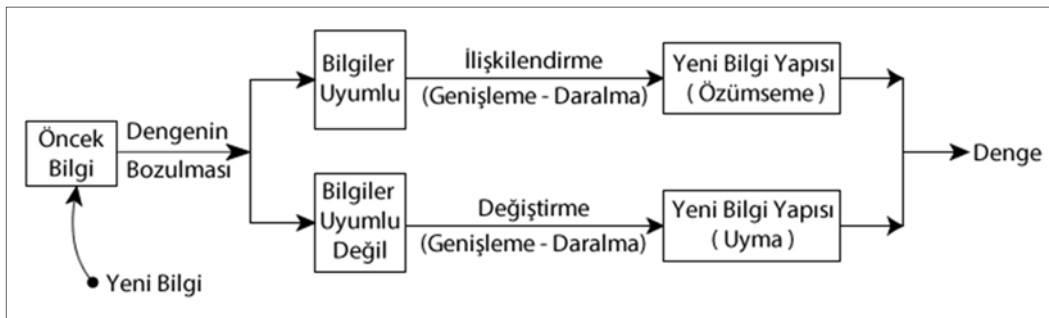 Öncek
Bilgi
Yeni Bilgi
Dengenin
Bozulması
Bilgiler
Uyumlu
İlişkilendirme
(Genişleme - Daralma)
Yeni Bilgi Yapısı
( Özümseme )
Bilgiler
Uyumlu
Değil
Değiştirme
(Genişleme - Daralma)
Yeni Bilgi Yapısı
( Uyma )
Denge